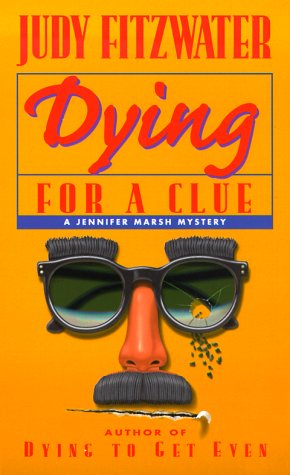 JUDY FITZWATER
Dying
FOR A CLUE
A JENNIFER MARSH MYSTERY
AUTHOR OF
DYING TO GET EVEN